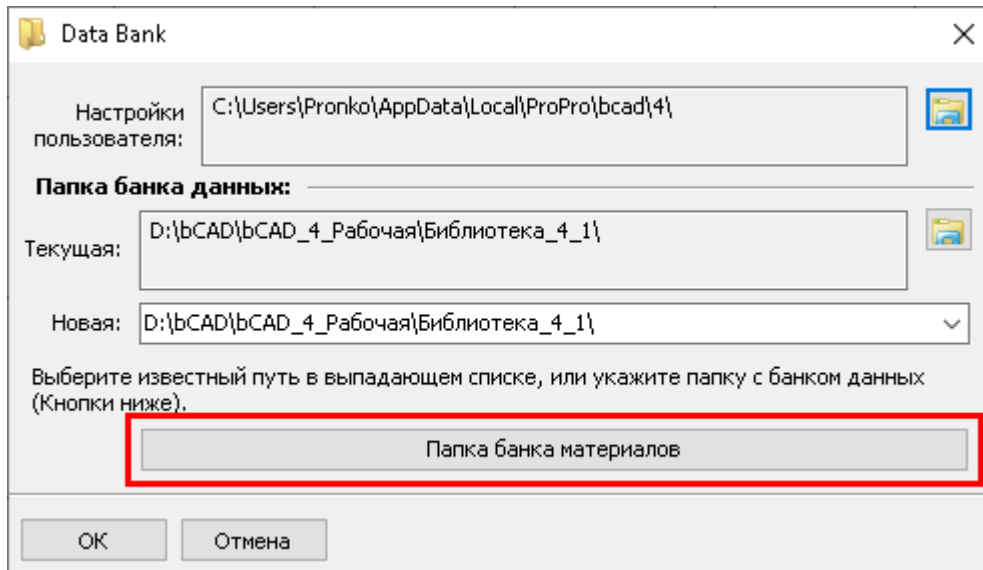 Data Bank
Настройки
пользователя:
C:\Users\Pronko\AppData\Local\ProPro\bcad\4\
Папка банка данных:
Текущая:
D:\bCAD\bCAD_4_Рабочая\Библиотека_4_1\
Новая:
D:\bCAD\bCAD_4_Рабочая\Библиотека_4_1\
Выберите известный путь в выпадающем списке, или укажите папку с банком данных
(Кнопки ниже).
Папка банка материалов
OK
Отмена